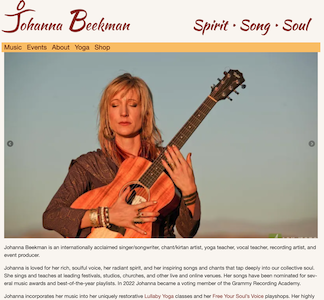 Johanna Beekman
Spirit • Song • Soul
Music Events About Yoga Shop
Johanna Beekman is an internationally acclaimed singer/songwriter, chant/kirtan artist, yoga teacher, vocal teacher, recording artist, and
event producer.
Johanna is loved for her rich, soulful voice, her radiant spirit, and her inspiring songs and chants that tap deeply into our collective soul.
She sings and teaches at leading festivals, studios, churches, and other live and online venues. Her songs have been nominated for sev-
eral music awards and best-of-the-year playlists. In 2022 Johanna became a voting member of the Grammy Recording Academy.
Johanna incorporates her music into her uniquely restorative Lullaby Yoga classes and her Free Your Soul's Voice playshops. Her highly